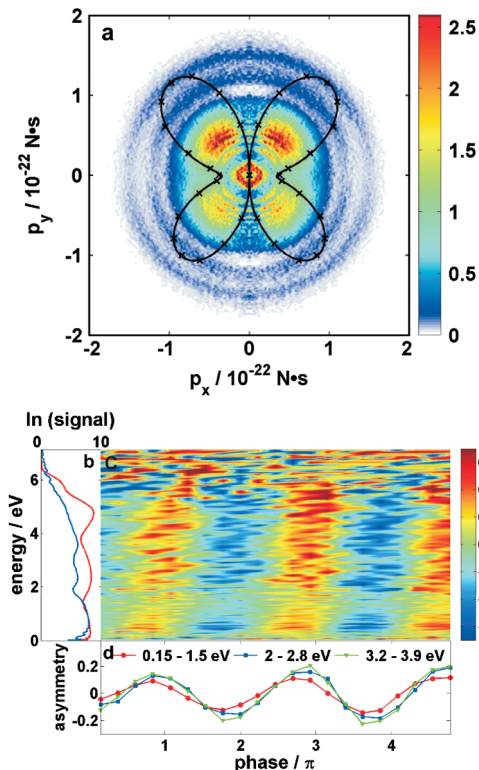 a
2
1
0
-1
-2
-2 -1 0 1 2
p_y / 10^-22 N•s
p_x / 10^-22 N•s
2.5
2
1.5
1
0.5
0
ln (signal)
0 10
b
C
6
4
2
0
energy / eV
d
0.15 - 1.5 eV 2 - 2.8 eV 3.2 - 3.9 eV
0.2
0
-0.2
asymmetry
1 2 3 4
phase / π